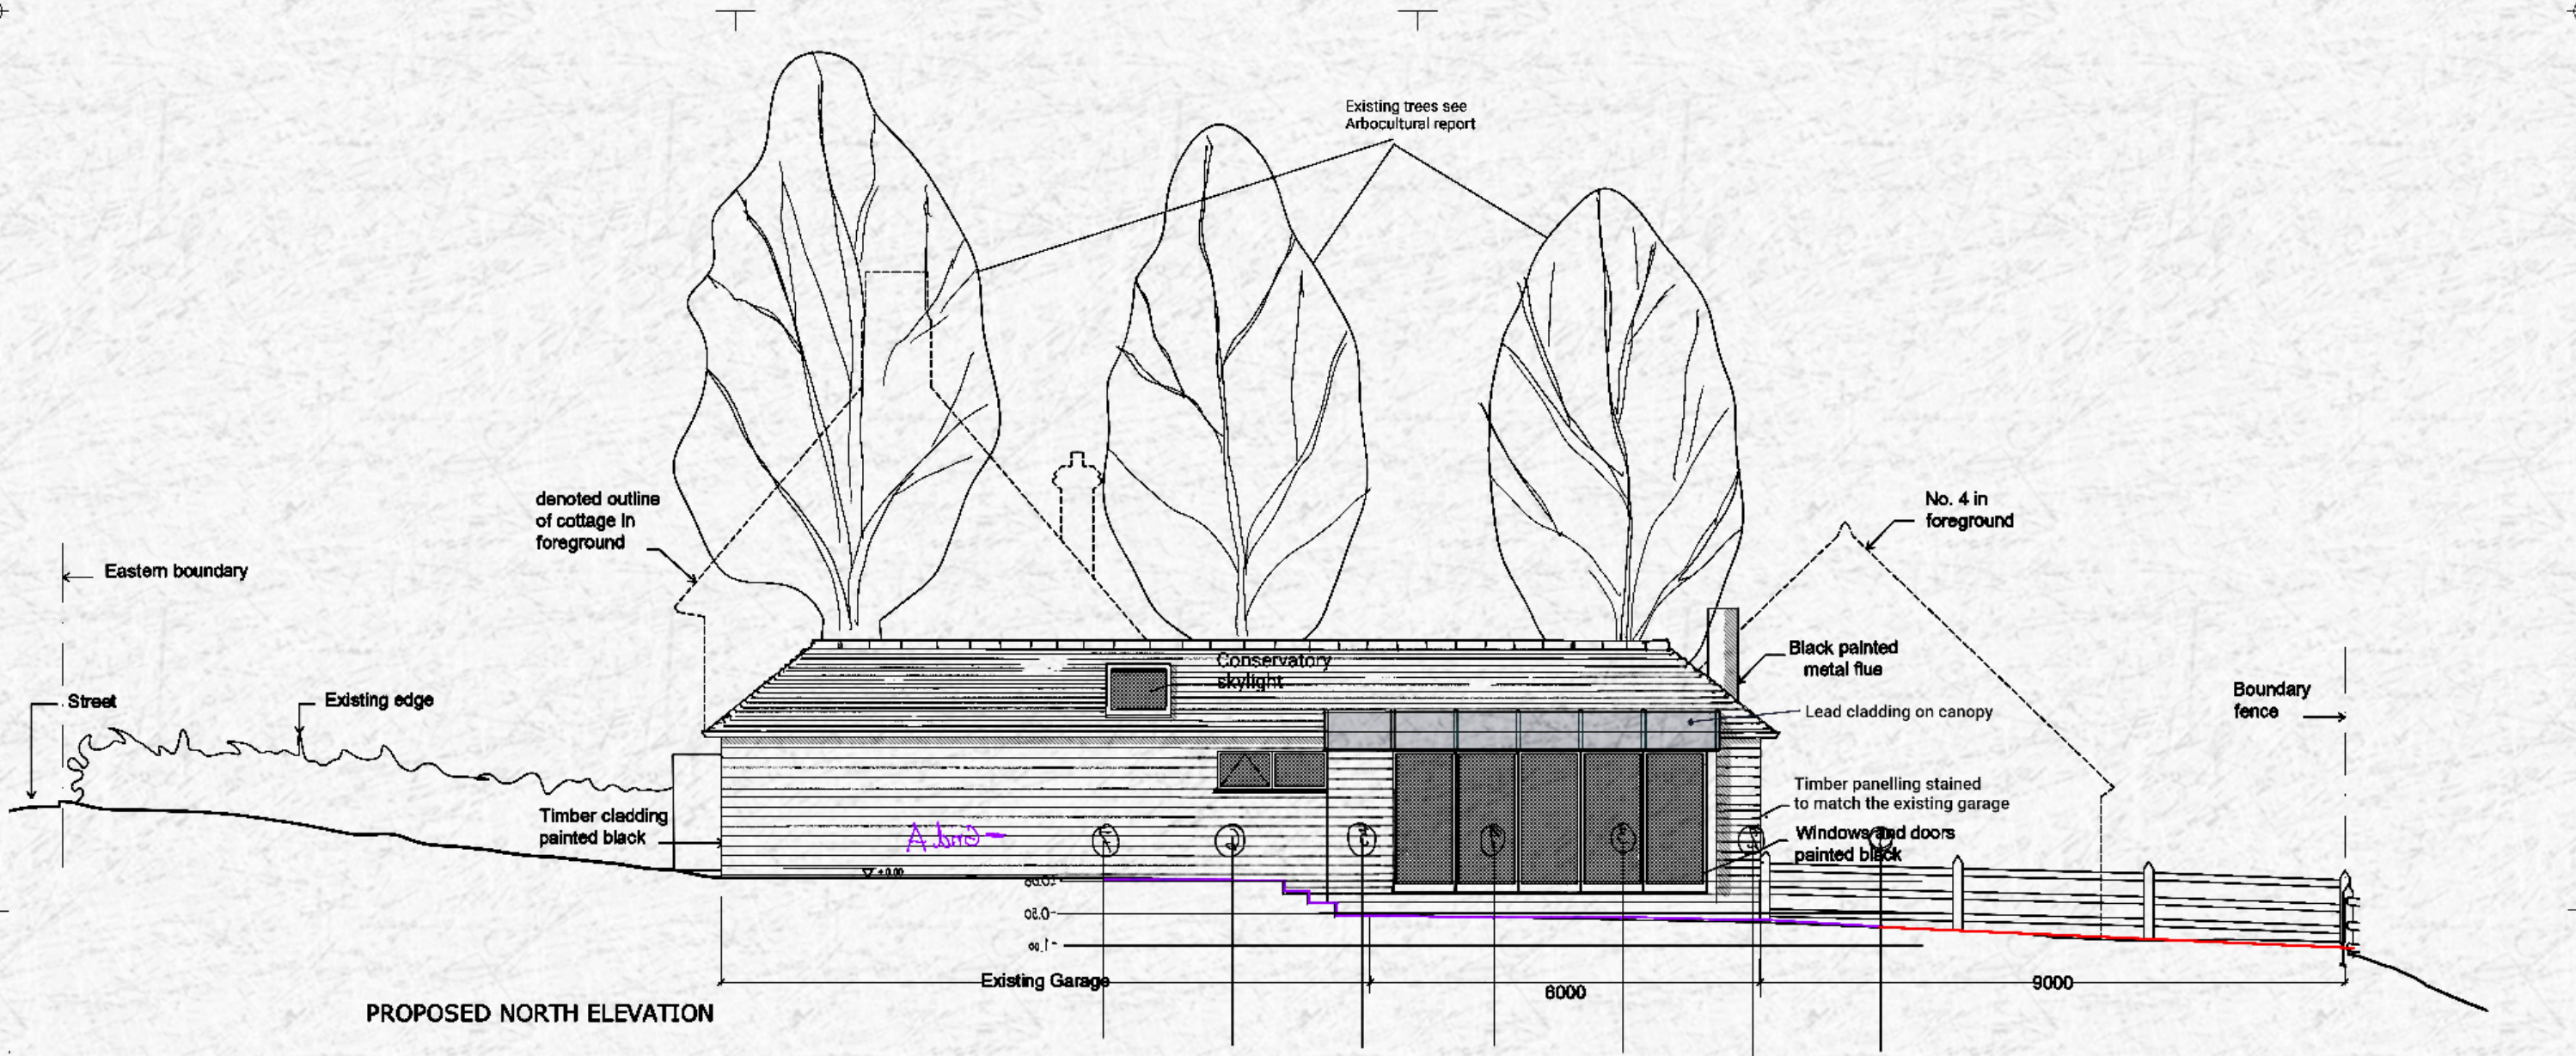 Existing trees see
Arbocultural report
denoted outline
of cottage in
foreground
No. 4 in
foreground
Eastern boundary
Black painted
metal flue
Conservatory
skylight
Street
Existing edge
Boundary
fence
Lead cladding on canopy
Timber panelling stained
to match the existing garage
Timber cladding
painted black
Windows and doors
painted black
+0.00
Existing Garage
6000
9000
PROPOSED NORTH ELEVATION